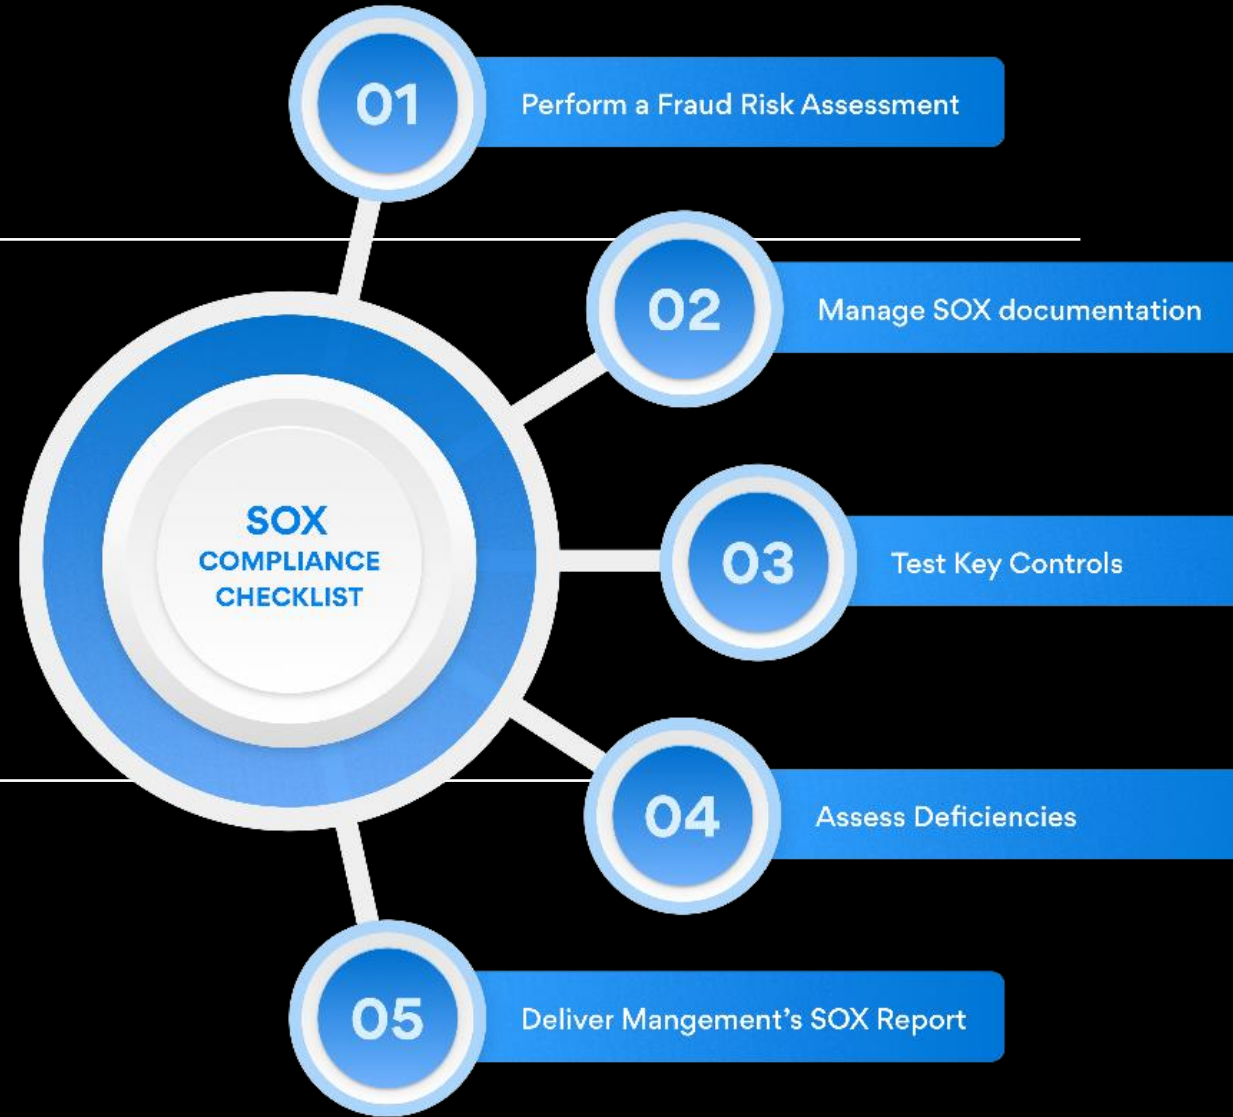 01
Perform a Fraud Risk Assessment
02
Manage SOX documentation
SOX
COMPLIANCE
CHECKLIST
03
Test Key Controls
04
Assess Deficiencies
05
Deliver Mangement’s SOX Report